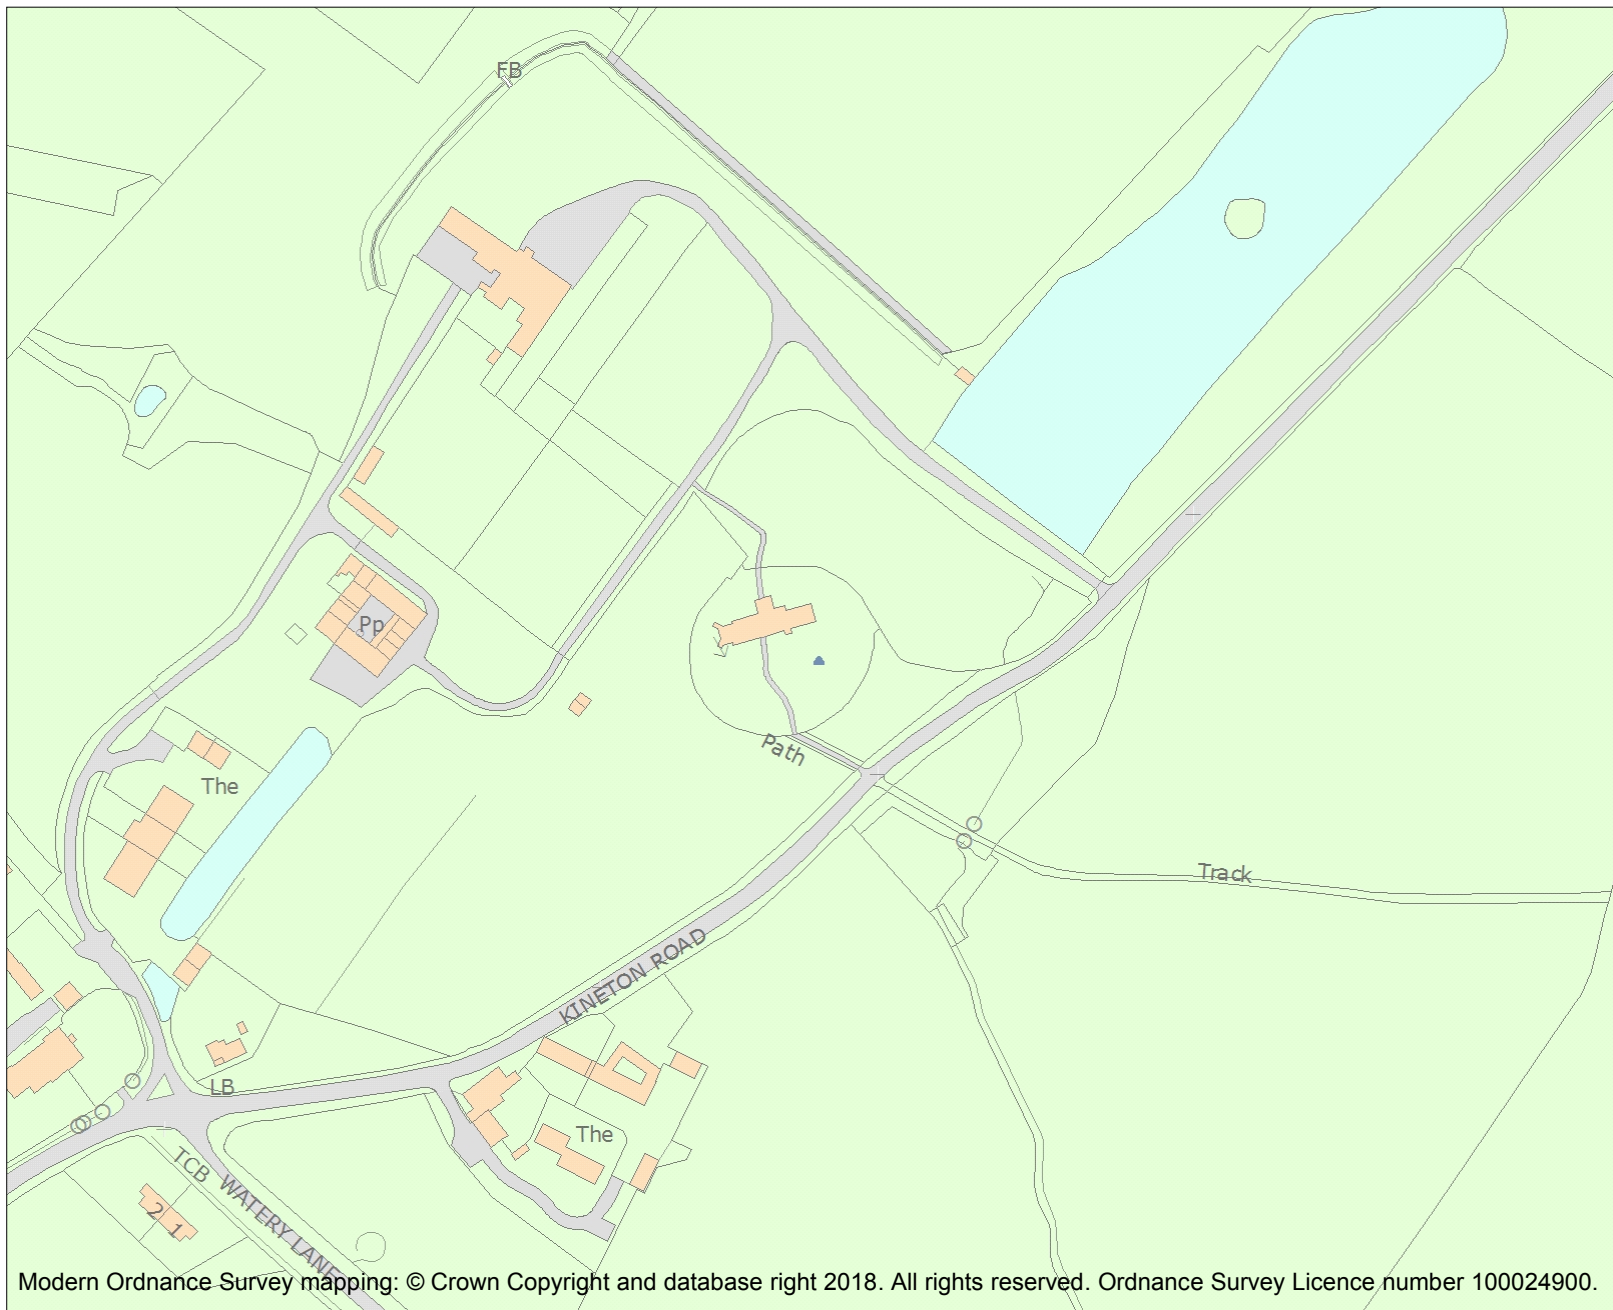 FB
Pp
The
Path
Track
KINETON ROAD
LB
The
TCB
WATERY LANE
2
1
Modern Ordnance Survey mapping: © Crown Copyright and database right 2018. All rights reserved. Ordnance Survey Licence number 100024900.